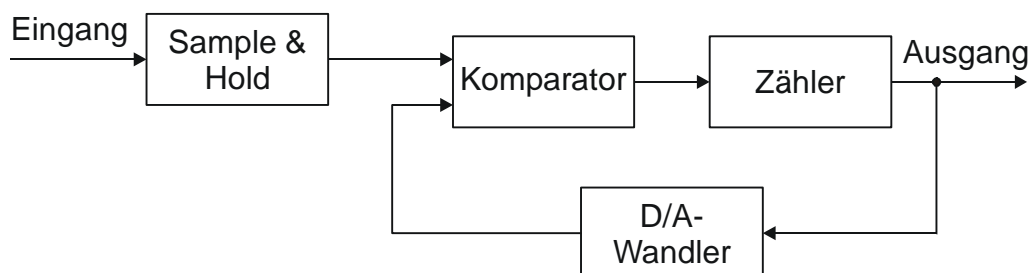 Eingang
Sample &
Hold
Komparator
Zähler
Ausgang
D/A-
Wandler